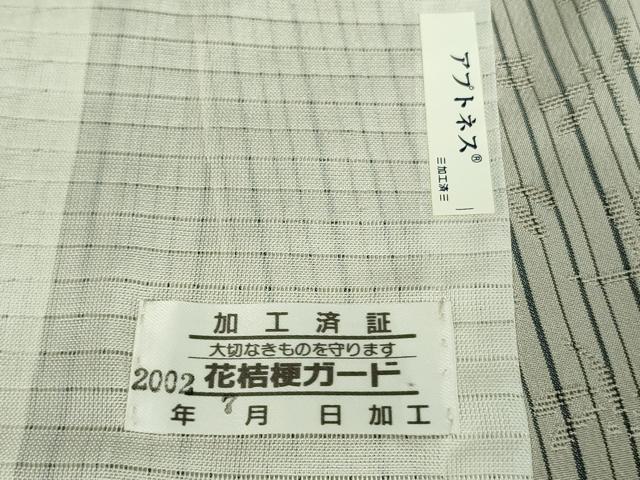 アプトネス®
三加工済三
加工済証
大切なきものを守ります
2002 花桔梗ガード
年 7月 日加工